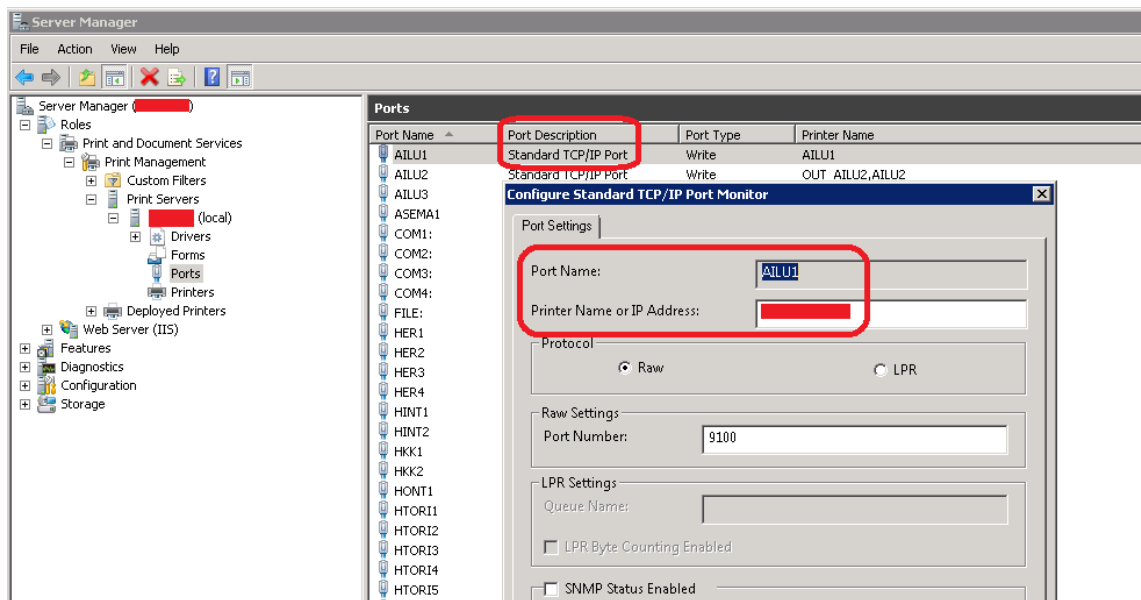 Server Manager
File Action View Help
Server Manager ( )
Roles
Print and Document Services
Print Management
Custom Filters
Print Servers
(local)
Drivers
Forms
Ports
Printers
Deployed Printers
Web Server (IIS)
Features
Diagnostics
Configuration
Storage
Ports
Port Name Port Description Port Type Printer Name
AILU1 Standard TCP/IP Port Write AILU1
AILU2 Standard TCP/IP Port Write OUT_AILU2,AILU2
AILU3
ASEMA1
COM1:
COM2:
COM3:
COM4:
FILE:
HER1
HER2
HER3
HER4
HINT1
HINT2
HKK1
HKK2
HONT1
HTORI1
HTORI2
HTORI3
HTORI4
HTORI5
Configure Standard TCP/IP Port Monitor
Port Settings
Port Name: AILU1
Printer Name or IP Address:
Protocol
Raw LPR
Raw Settings
Port Number: 9100
LPR Settings
Queue Name:
LPR Byte Counting Enabled
SNMP Status Enabled